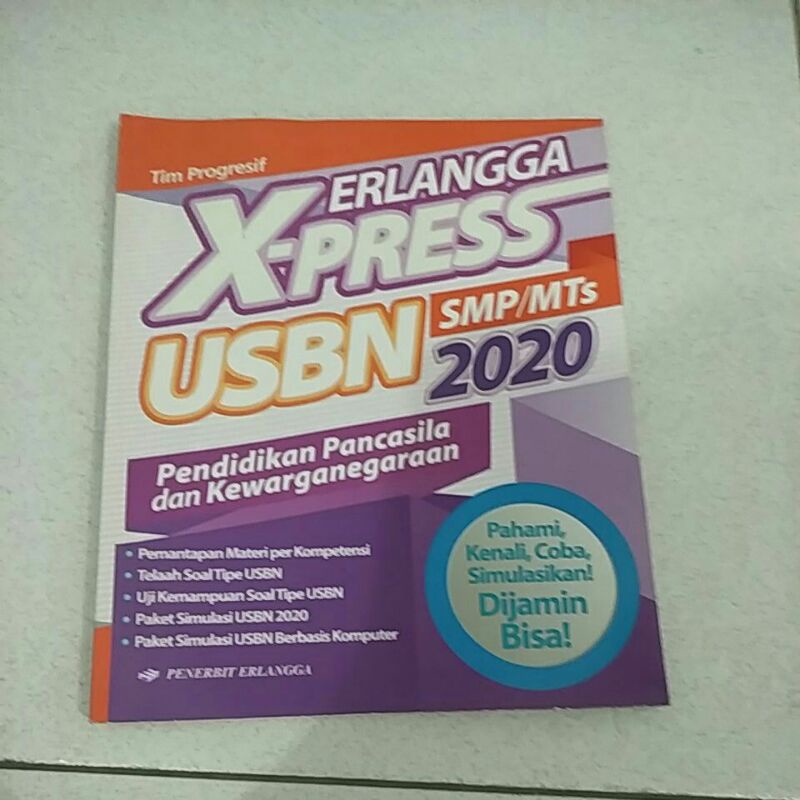 Tim Progresif
ERLANGGA
X-PRESS
USBN SMP/MTs
2020
Pendidikan Pancasila
dan Kewarganegaraan
• Pemantapan Materi per Kompetensi
• Telaah Soal Tipe USBN
• Uji Kemampuan Soal Tipe USBN
• Paket Simulasi USBN 2020
• Paket Simulasi USBN Berbasis Komputer
Pahami,
Kenali, Coba,
Simulasikan!
Dijamin
Bisa!
PENERBIT ERLANGGA